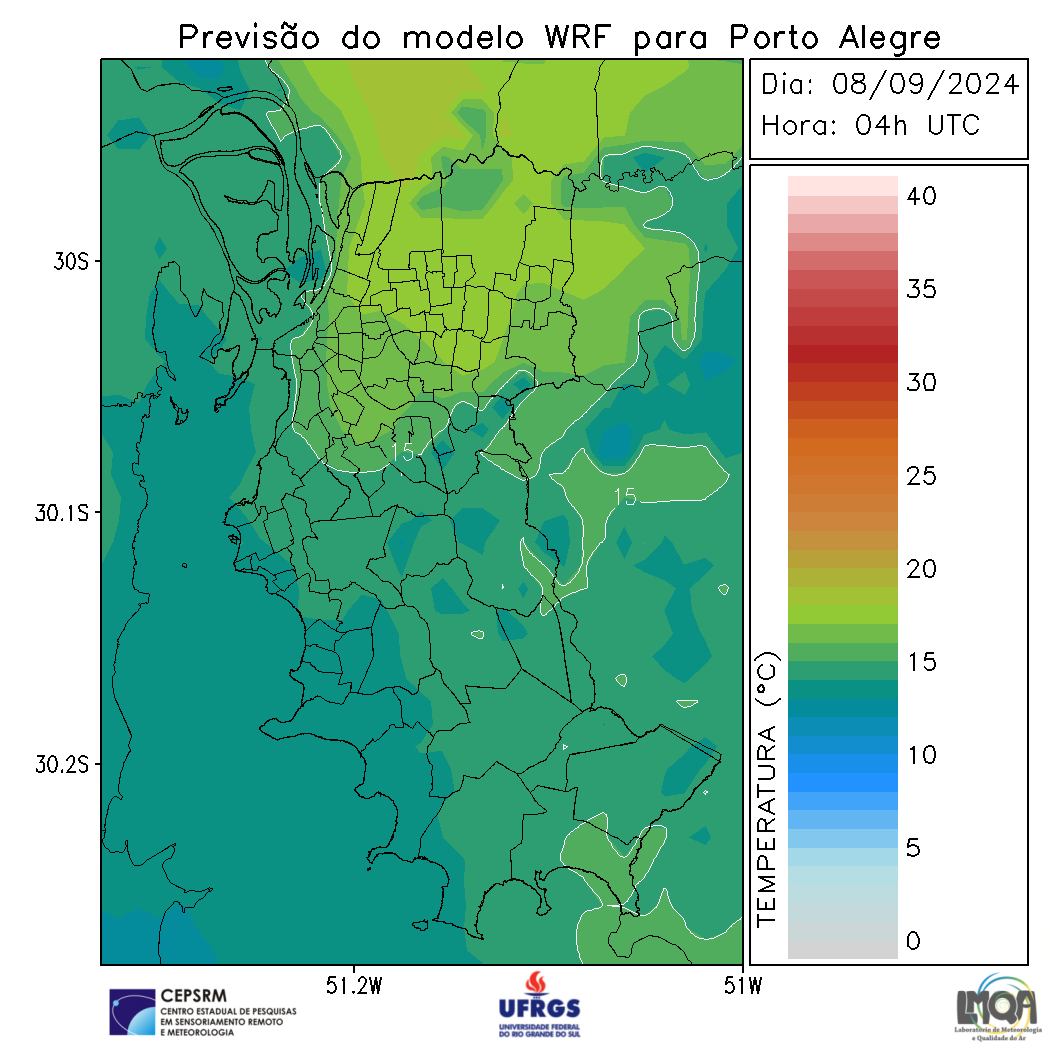 Previsão do modelo WRF para Porto Alegre
Dia: 08/09/2024
Hora: 04h UTC
40
35
30
25
20
15
10
5
0
TEMPERATURA (°C)
30S
30.1S
30.2S
51.2W
51W
15
15
CEPSRM
CENTRO ESTADUAL DE PESQUISAS
EM SENSORIAMENTO REMOTO
E METEOROLOGIA
UFRGS
UNIVERSIDADE FEDERAL
DO RIO GRANDE DO SUL
LMQA
Laboratório de Meteorologia
e Qualidade do Ar